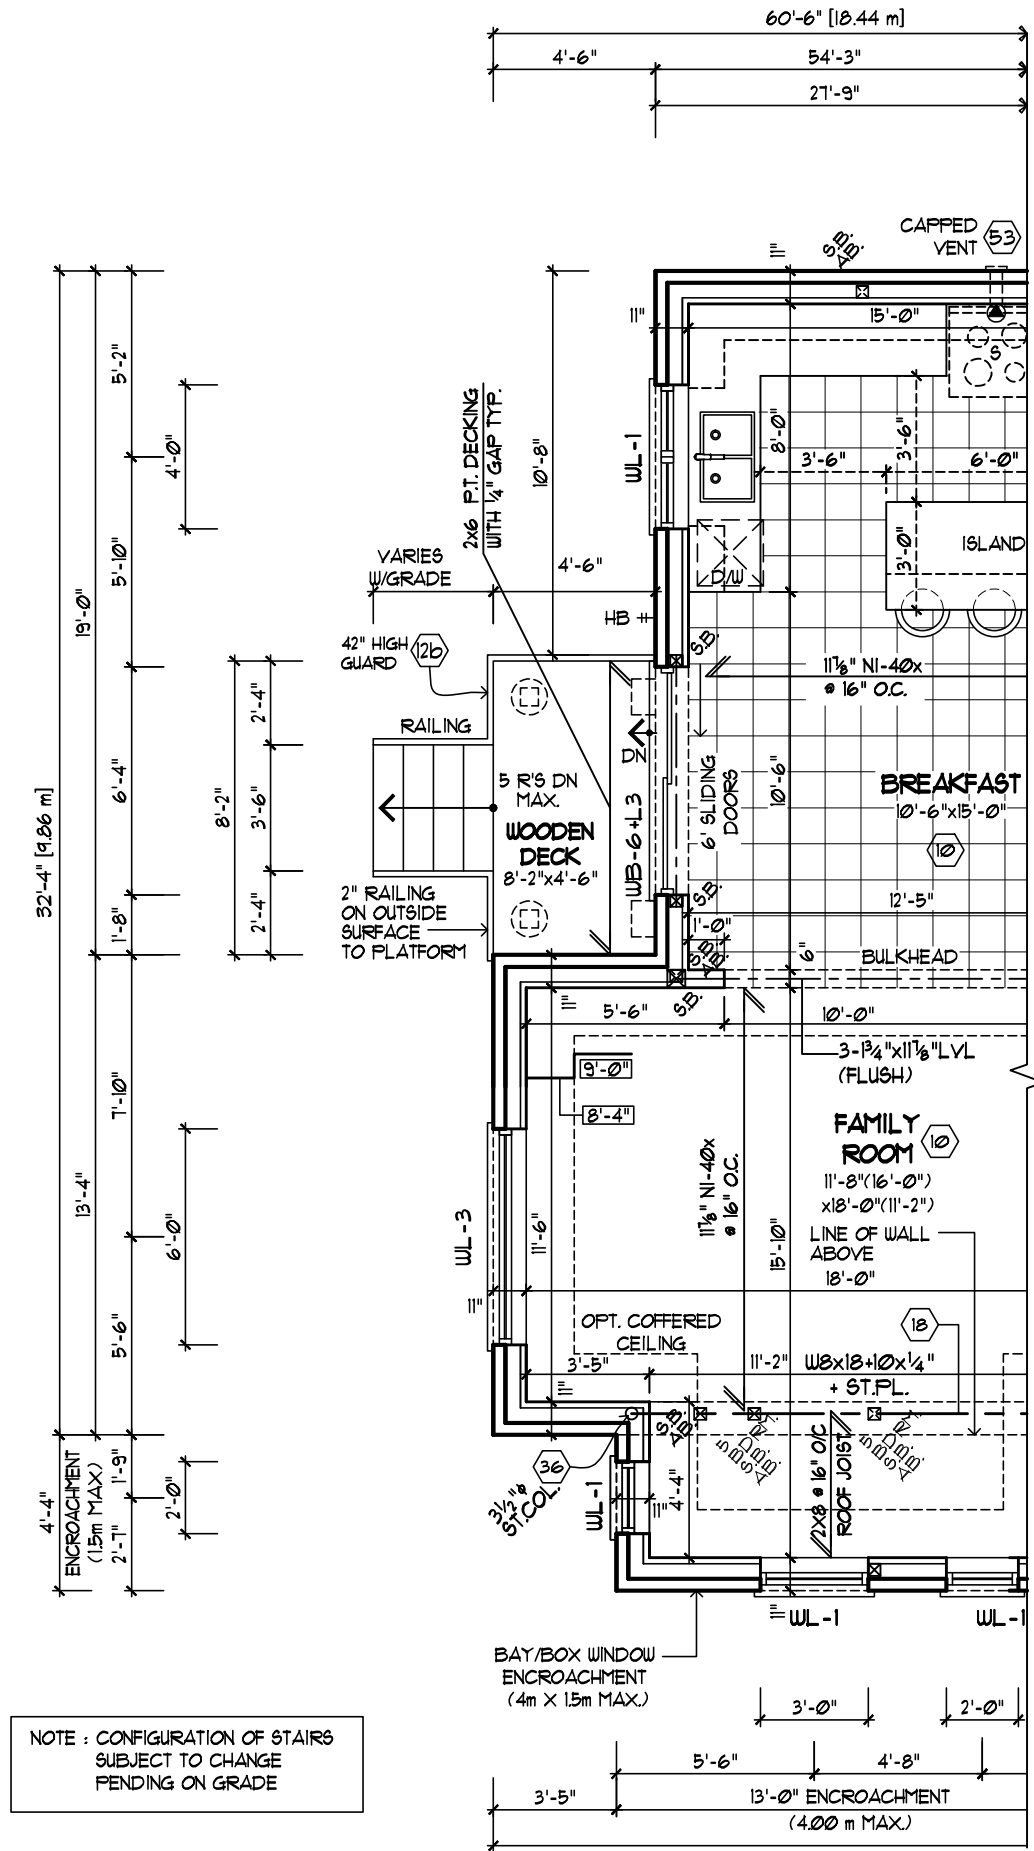 60'-6" [18.44 m]
4'-6"
54'-3"
27'-9"
CAPPED
VENT
53
S.B.
A.B.
11"
11"
15'-0"
S
5'-2"
4'-0"
5'-10"
19'-0"
10'-8"
2x6 P.T. DECKING
WITH 1/4" GAP TYP.
WL-1
8'-0"
3'-6"
3'-6"
6'-0"
3'-0"
ISLAND
D/W
VARIES
W/GRADE
4'-6"
HB
42" HIGH
GUARD
12b
S.B.
11 7/8" NI-40x
@ 16" O.C.
RAILING
DN
5 R'S DN
MAX.
WOODEN
DECK
8'-2"x4'-6"
WB-6+L3
6' SLIDING
DOORS
10'-6"
BREAKFAST
10'-6"x15'-0"
10
2'-4"
3'-6"
8'-2"
6'-4"
2'-4"
1'-8"
32'-4" [9.86 m]
2" RAILING
ON OUTSIDE
SURFACE
TO PLATFORM
S.B.
12'-5"
1'-0"
S.B.
A.B.
6"
BULKHEAD
S.B.
11"
5'-6"
10'-0"
3-1 3/4"x11 7/8" LVL
(FLUSH)
9'-0"
8'-4"
7'-10"
FAMILY
ROOM
10
11'-8"(16'-0")
x18'-0"(11'-2")
11 7/8" NI-40x
@ 16" O.C.
13'-4"
6'-0"
WL-3
11'-6"
15'-10"
LINE OF WALL
ABOVE
18'-0"
11"
5'-6"
OPT. COFFERED
CEILING
18
3'-5"
11'-2"
W8x18+10x1/4"
+ ST.PL.
11"
S.B.
A.B.
36
3 1/2"ø
ST.COL.
WL-1
11"
4'-4"
2X8 @ 16" O/C
ROOF JOIST
4'-4"
ENCROACHMENT
(1.5m MAX.)
1'-9"
2'-0"
2'-7"
11"
WL-1
WL-1
BAY/BOX WINDOW
ENCROACHMENT
(4m X 1.5m MAX.)
3'-0"
2'-0"
NOTE : CONFIGURATION OF STAIRS
SUBJECT TO CHANGE
PENDING ON GRADE
5'-6"
4'-8"
3'-5"
13'-0" ENCROACHMENT
(4.00 m MAX.)